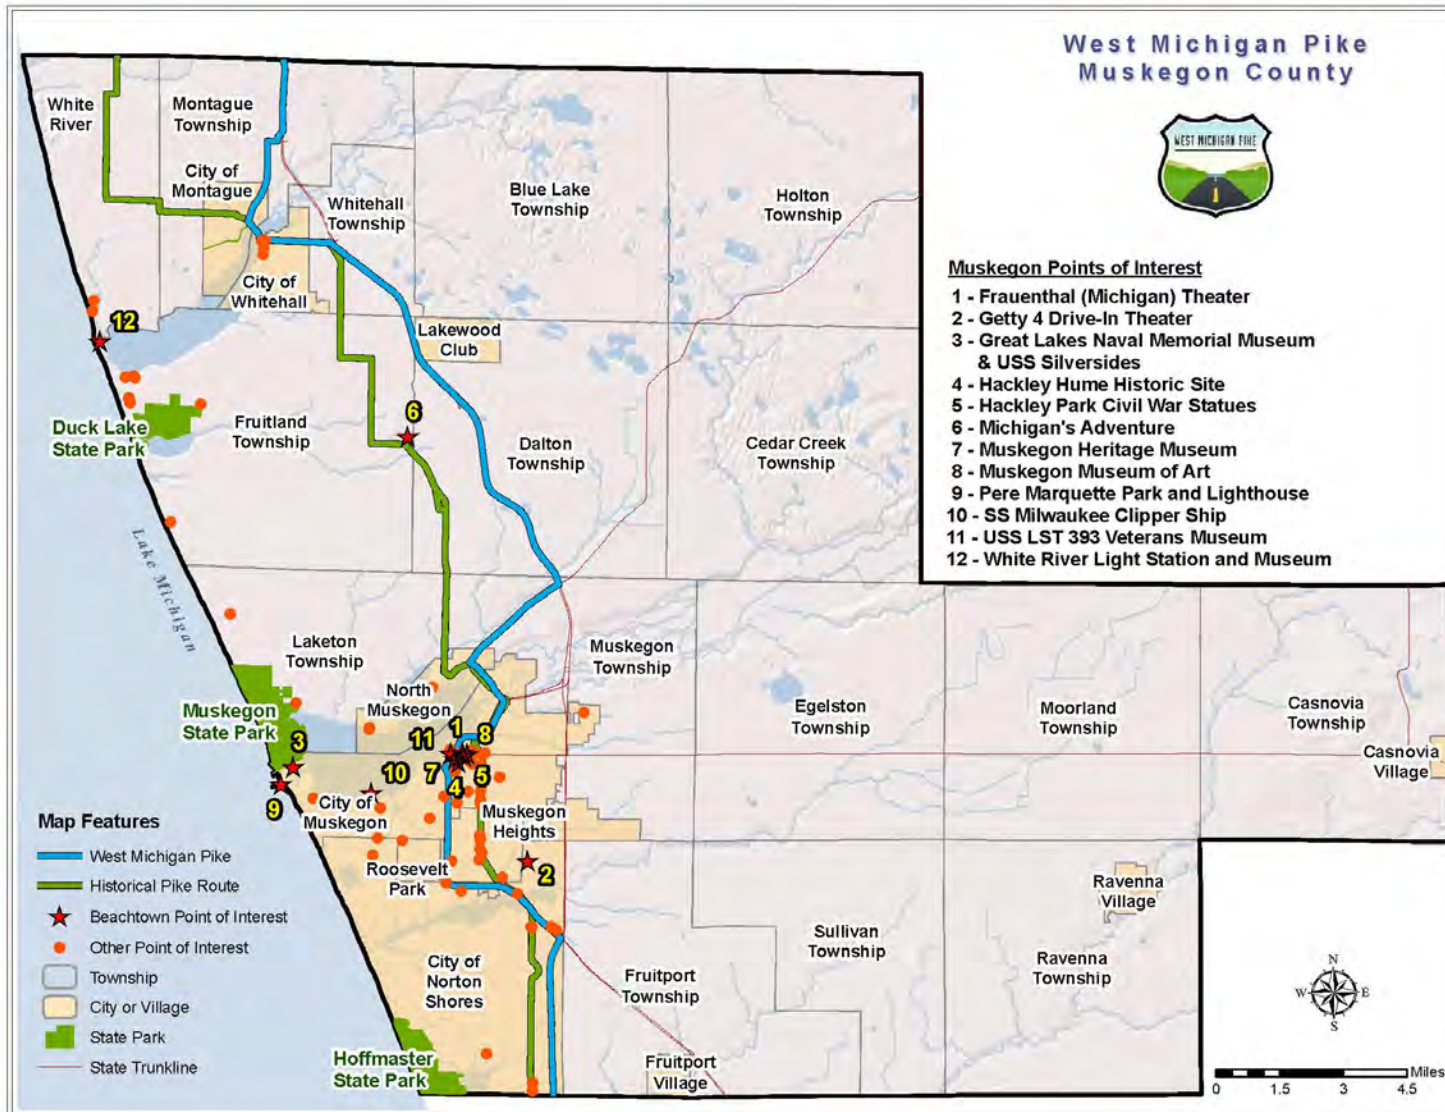 West Michigan Pike
Muskegon County
WEST MICHIGAN PIKE
Muskegon Points of Interest
1 - Frauenthal (Michigan) Theater
2 - Getty 4 Drive-In Theater
3 - Great Lakes Naval Memorial Museum
& USS Silversides
4 - Hackley Hume Historic Site
5 - Hackley Park Civil War Statues
6 - Michigan's Adventure
7 - Muskegon Heritage Museum
8 - Muskegon Museum of Art
9 - Pere Marquette Park and Lighthouse
10 - SS Milwaukee Clipper Ship
11 - USS LST 393 Veterans Museum
12 - White River Light Station and Museum
White
River
Montague
Township
City of
Montague
Whitehall
Township
Blue Lake
Township
Holton
Township
City of
Whitehall
12
Lakewood
Club
Duck Lake
State Park
Fruitland
Township
6
Dalton
Township
Cedar Creek
Township
Lake Michigan
Laketon
Township
Muskegon
Township
North
Muskegon
Muskegon
State Park
Egelston
Township
Moorland
Township
Casnovia
Township
Casnovia
Village
1
8
11
3
10
7
4
5
9
City of
Muskegon
Muskegon
Heights
2
Roosevelt
Park
Ravenna
Village
Sullivan
Township
Ravenna
Township
City of
Norton
Shores
Fruitport
Township
Hoffmaster
State Park
Fruitport
Village
Map Features
West Michigan Pike
Historical Pike Route
Beachtown Point of Interest
Other Point of Interest
Township
City or Village
State Park
State Trunkline
N
W
E
S
Miles
0 1.5 3 4.5